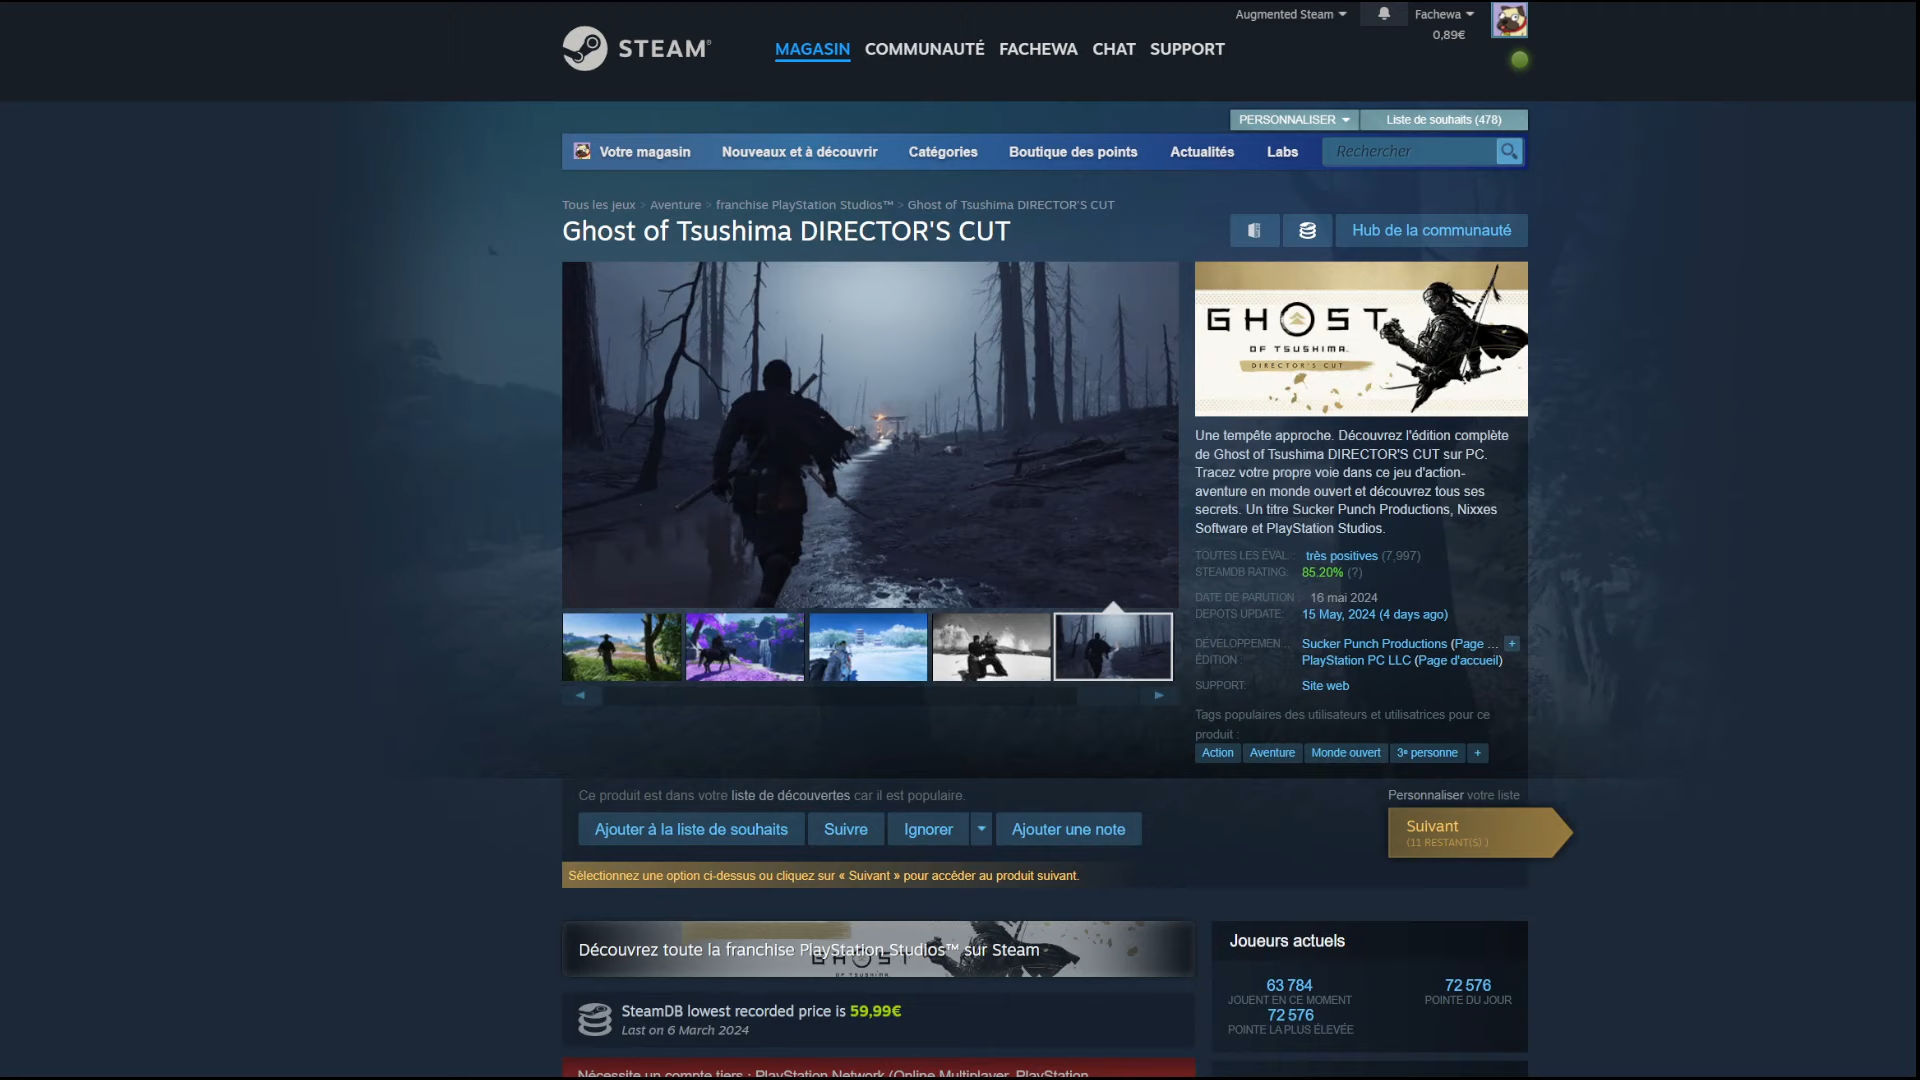 Augmented Steam
Fachewa
0,89€
STEAM®
MAGASIN
COMMUNAUTÉ
FACHEWA
CHAT
SUPPORT
PERSONNALISER
Liste de souhaits (478)
Votre magasin
Nouveaux et à découvrir
Catégories
Boutique des points
Actualités
Labs
Rechercher
Tous les jeux > Aventure > franchise PlayStation Studios™ > Ghost of Tsushima DIRECTOR'S CUT
Ghost of Tsushima DIRECTOR'S CUT
Hub de la communauté
GHOST
OF TSUSHIMA
DIRECTOR'S CUT
Une tempête approche. Découvrez l'édition complète
de Ghost of Tsushima DIRECTOR'S CUT sur PC.
Tracez votre propre voie dans ce jeu d'action-
aventure en monde ouvert et découvrez tous ses
secrets. Un titre Sucker Punch Productions, Nixxes
Software et PlayStation Studios.
TOUTES LES ÉVAL... très positives (7,997)
STEAMDB RATING: 85.20% (?)
DATE DE PARUTION : 16 mai 2024
DEPOTS UPDATE: 15 May, 2024 (4 days ago)
DÉVELOPPEMEN... Sucker Punch Productions (Page ... +
ÉDITION : PlayStation PC LLC (Page d'accueil)
SUPPORT: Site web
Tags populaires des utilisateurs et utilisatrices pour ce
produit :
Action
Aventure
Monde ouvert
3ᵉ personne
+
Ce produit est dans votre liste de découvertes car il est populaire.
Ajouter à la liste de souhaits
Suivre
Ignorer
Ajouter une note
Personnaliser votre liste
Suivant
(11 RESTANT(S) )
Sélectionnez une option ci-dessus ou cliquez sur « Suivant » pour accéder au produit suivant.
Découvrez toute la franchise PlayStation Studios™ sur Steam
GHOST
OF TSUSHIMA
SteamDB lowest recorded price is 59,99€
Last on 6 March 2024
Nécessite un compte tiers : PlayStation Network (Online Multiplayer, PlayStation
Joueurs actuels
63 784
JOUENT EN CE MOMENT
72 576
POINTE DU JOUR
72 576
POINTE LA PLUS ÉLEVÉE